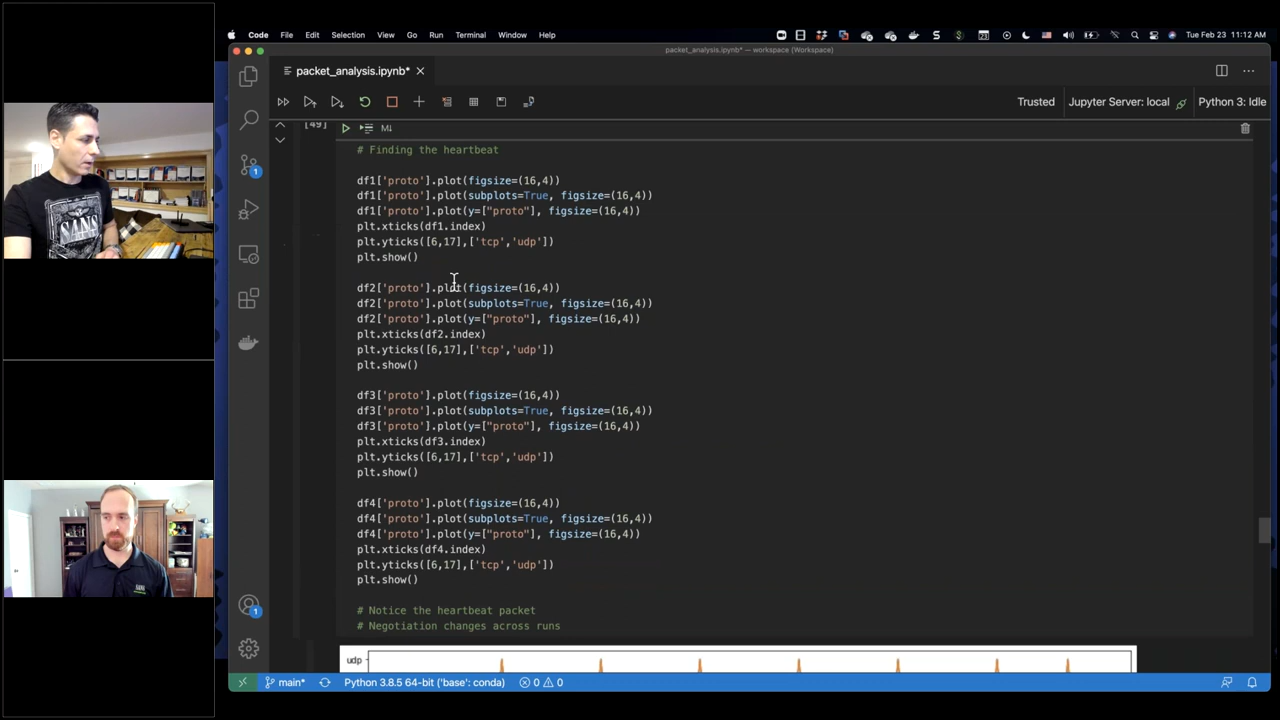 Code File Edit Selection View Go Run Terminal Window Help Tue Feb 23 11:12 AM
packet_analysis.ipynb* — workspace (Workspace)
packet_analysis.ipynb*
Trusted Jupyter Server: local Python 3: Idle
[49]
M↓
# Finding the heartbeat
df1['proto'].plot(figsize=(16,4))
df1['proto'].plot(subplots=True, figsize=(16,4))
df1['proto'].plot(y=["proto"], figsize=(16,4))
plt.xticks(df1.index)
plt.yticks([6,17],['tcp','udp'])
plt.show()
df2['proto'].plot(figsize=(16,4))
df2['proto'].plot(subplots=True, figsize=(16,4))
df2['proto'].plot(y=["proto"], figsize=(16,4))
plt.xticks(df2.index)
plt.yticks([6,17],['tcp','udp'])
plt.show()
df3['proto'].plot(figsize=(16,4))
df3['proto'].plot(subplots=True, figsize=(16,4))
df3['proto'].plot(y=["proto"], figsize=(16,4))
plt.xticks(df3.index)
plt.yticks([6,17],['tcp','udp'])
plt.show()
df4['proto'].plot(figsize=(16,4))
df4['proto'].plot(subplots=True, figsize=(16,4))
df4['proto'].plot(y=["proto"], figsize=(16,4))
plt.xticks(df4.index)
plt.yticks([6,17],['tcp','udp'])
plt.show()
# Notice the heartbeat packet
# Negotiation changes across runs
udp
main* Python 3.8.5 64-bit ('base': conda) 0 0
1
1
SANS